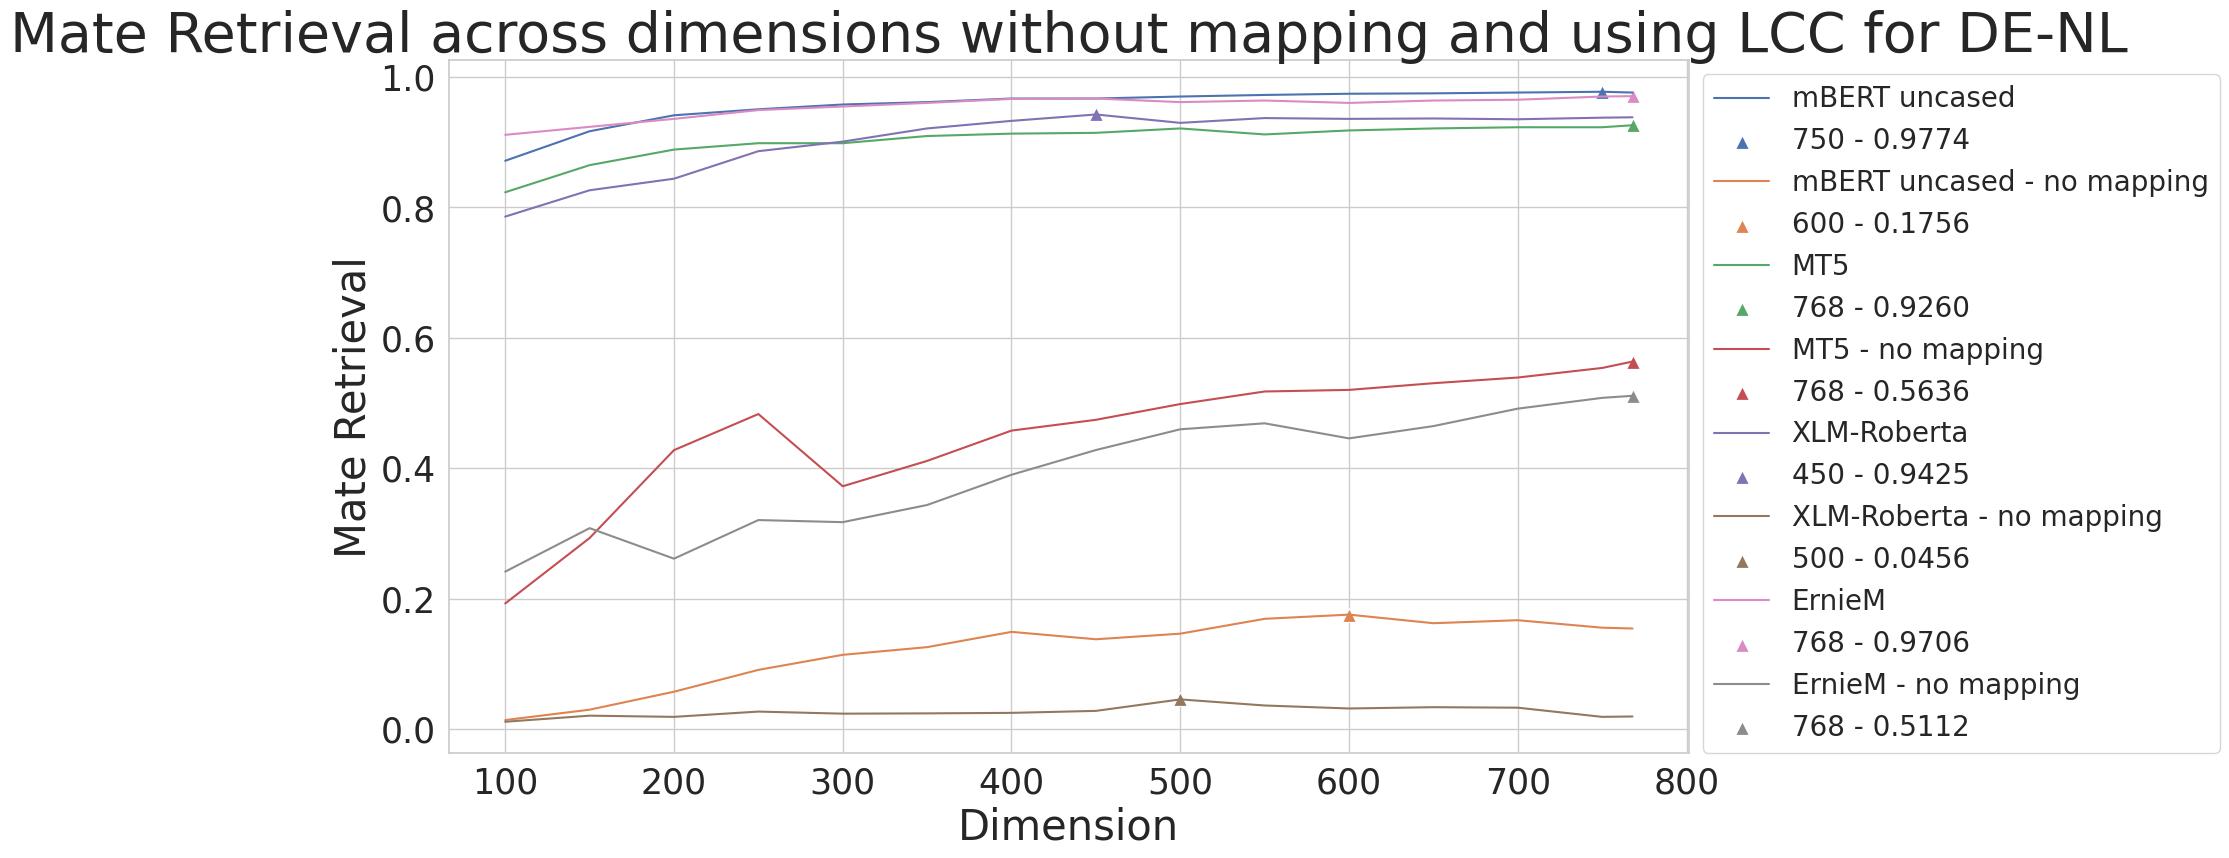 Mate Retrieval across dimensions without mapping and using LCC for DE-NL
Mate Retrieval
1.0
0.8
0.6
0.4
0.2
0.0
100 200 300 400 500 600 700 800
Dimension
mBERT uncased
750 - 0.9774
mBERT uncased - no mapping
600 - 0.1756
MT5
768 - 0.9260
MT5 - no mapping
768 - 0.5636
XLM-Roberta
450 - 0.9425
XLM-Roberta - no mapping
500 - 0.0456
ErnieM
768 - 0.9706
ErnieM - no mapping
768 - 0.5112